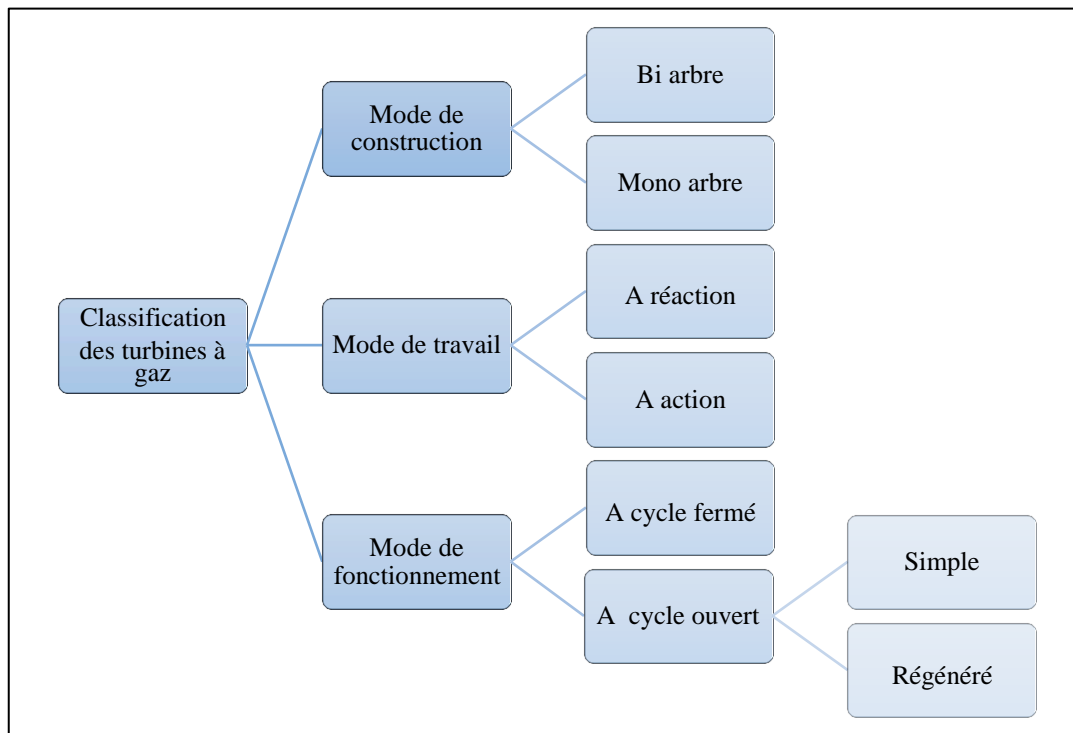 Classification
des turbines à
gaz
Mode de
construction
Bi arbre
Mono arbre
Mode de travail
A réaction
A action
Mode de
fonctionnement
A cycle fermé
A cycle ouvert
Simple
Régénéré